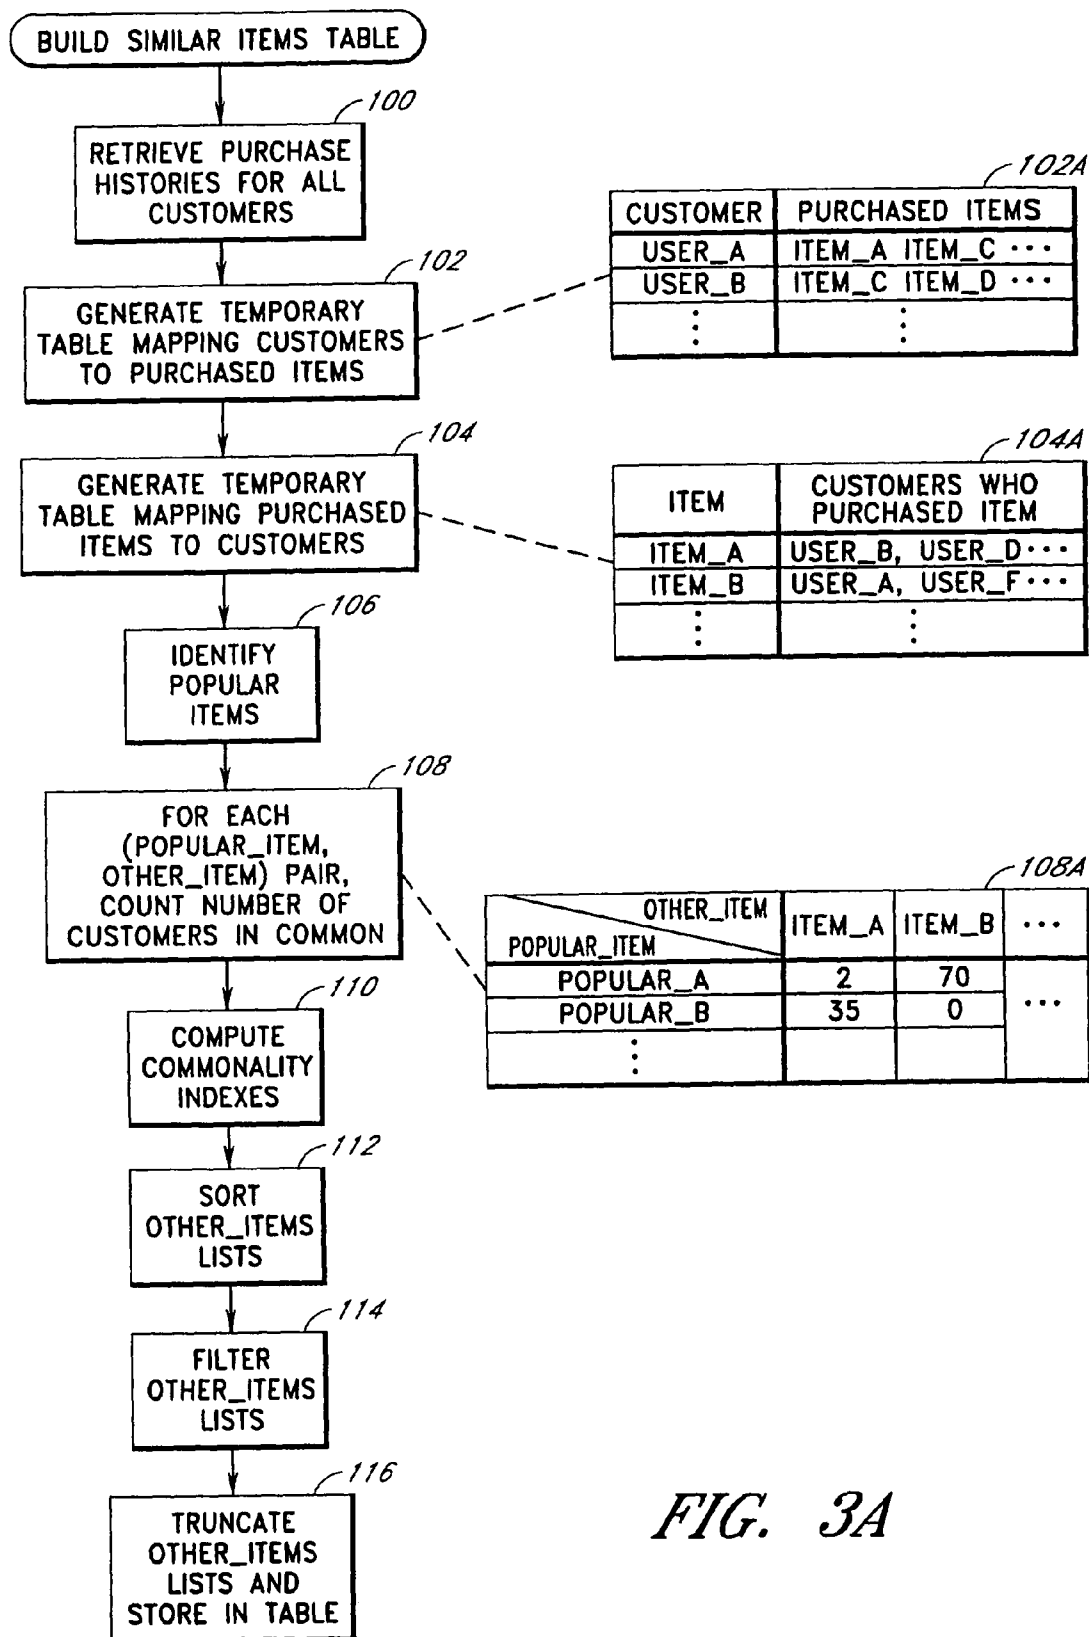 BUILD SIMILAR ITEMS TABLE
100
RETRIEVE PURCHASE
HISTORIES FOR ALL
CUSTOMERS
102
GENERATE TEMPORARY
TABLE MAPPING CUSTOMERS
TO PURCHASED ITEMS
102A
CUSTOMER PURCHASED ITEMS
USER_A ITEM_A ITEM_C ···
USER_B ITEM_C ITEM_D ···
⋮ ⋮
104
GENERATE TEMPORARY
TABLE MAPPING PURCHASED
ITEMS TO CUSTOMERS
104A
ITEM
CUSTOMERS WHO
PURCHASED ITEM
ITEM_A USER_B, USER_D···
ITEM_B USER_A, USER_F···
⋮ ⋮
106
IDENTIFY
POPULAR
ITEMS
108
FOR EACH
(POPULAR_ITEM,
OTHER_ITEM) PAIR,
COUNT NUMBER OF
CUSTOMERS IN COMMON
108A
OTHER_ITEM
POPULAR_ITEM
ITEM_A ITEM_B ···
POPULAR_A 2 70
POPULAR_B 35 0 ···
⋮
110
COMPUTE
COMMONALITY
INDEXES
112
SORT
OTHER_ITEMS
LISTS
114
FILTER
OTHER_ITEMS
LISTS
116
TRUNCATE
OTHER_ITEMS
LISTS AND
STORE IN TABLE
FIG. 3A